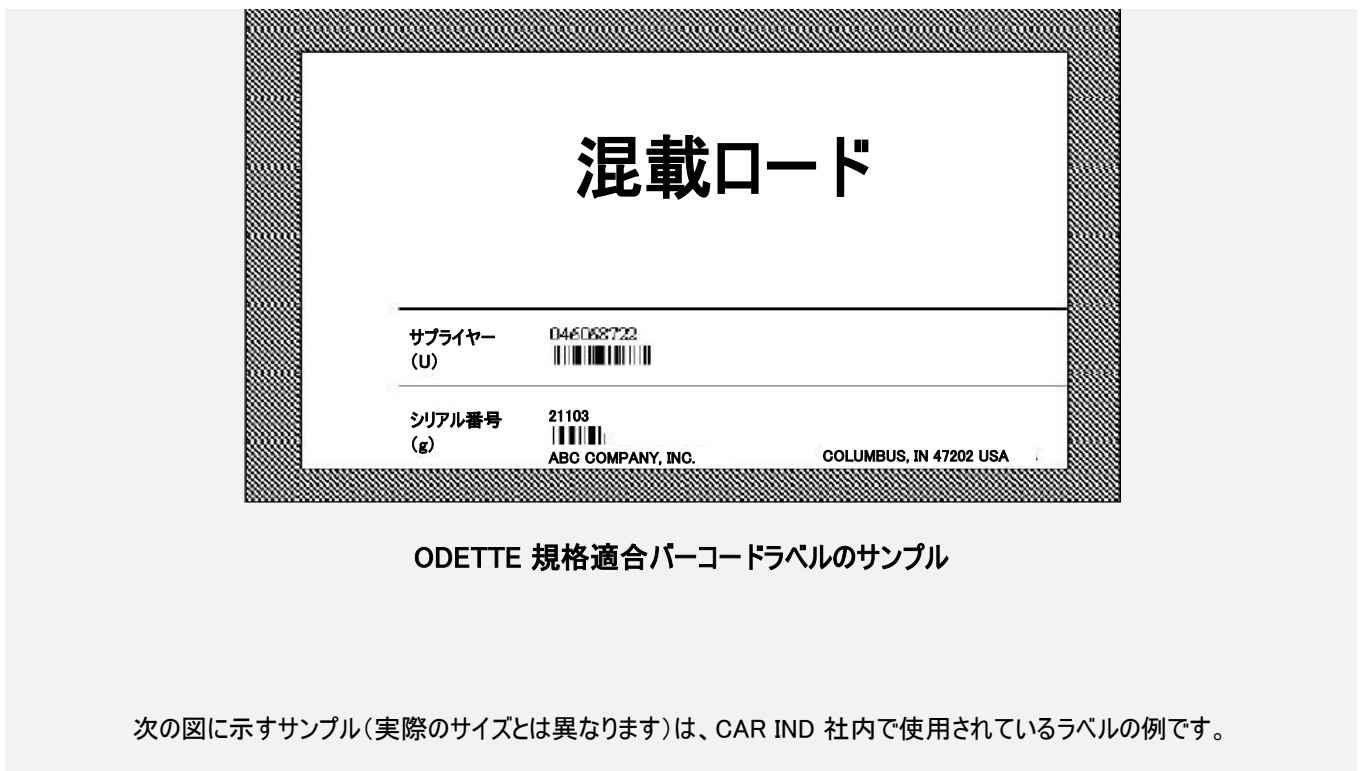 混載ロード
サプライヤー
(U)
046068722
シリアル番号
(g)
21103
ABC COMPANY, INC.
COLUMBUS, IN 47202 USA
ODETTE 規格適合バーコードラベルのサンプル
次の図に示すサンプル（実際のサイズとは異なります）は、CAR IND 社内で使用されているラベルの例です。